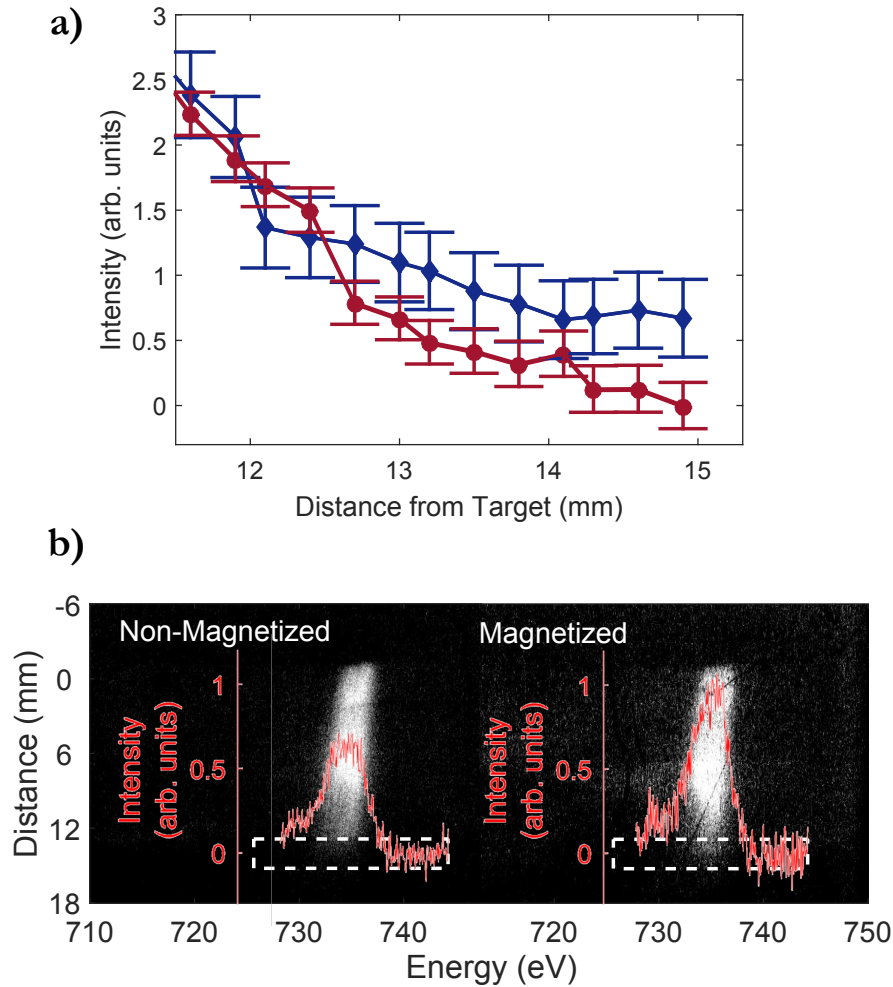 a)
3
2.5
2
1.5
1
0.5
0
Intensity (arb. units)
12 13 14 15
Distance from Target (mm)
b)
-6
0
6
12
18
Distance (mm)
Non-Magnetized
Magnetized
1
0.5
0
Intensity
(arb. units)
1
0.5
0
Intensity
(arb. units)
710 720 730 740 720 730 740 750
Energy (eV)